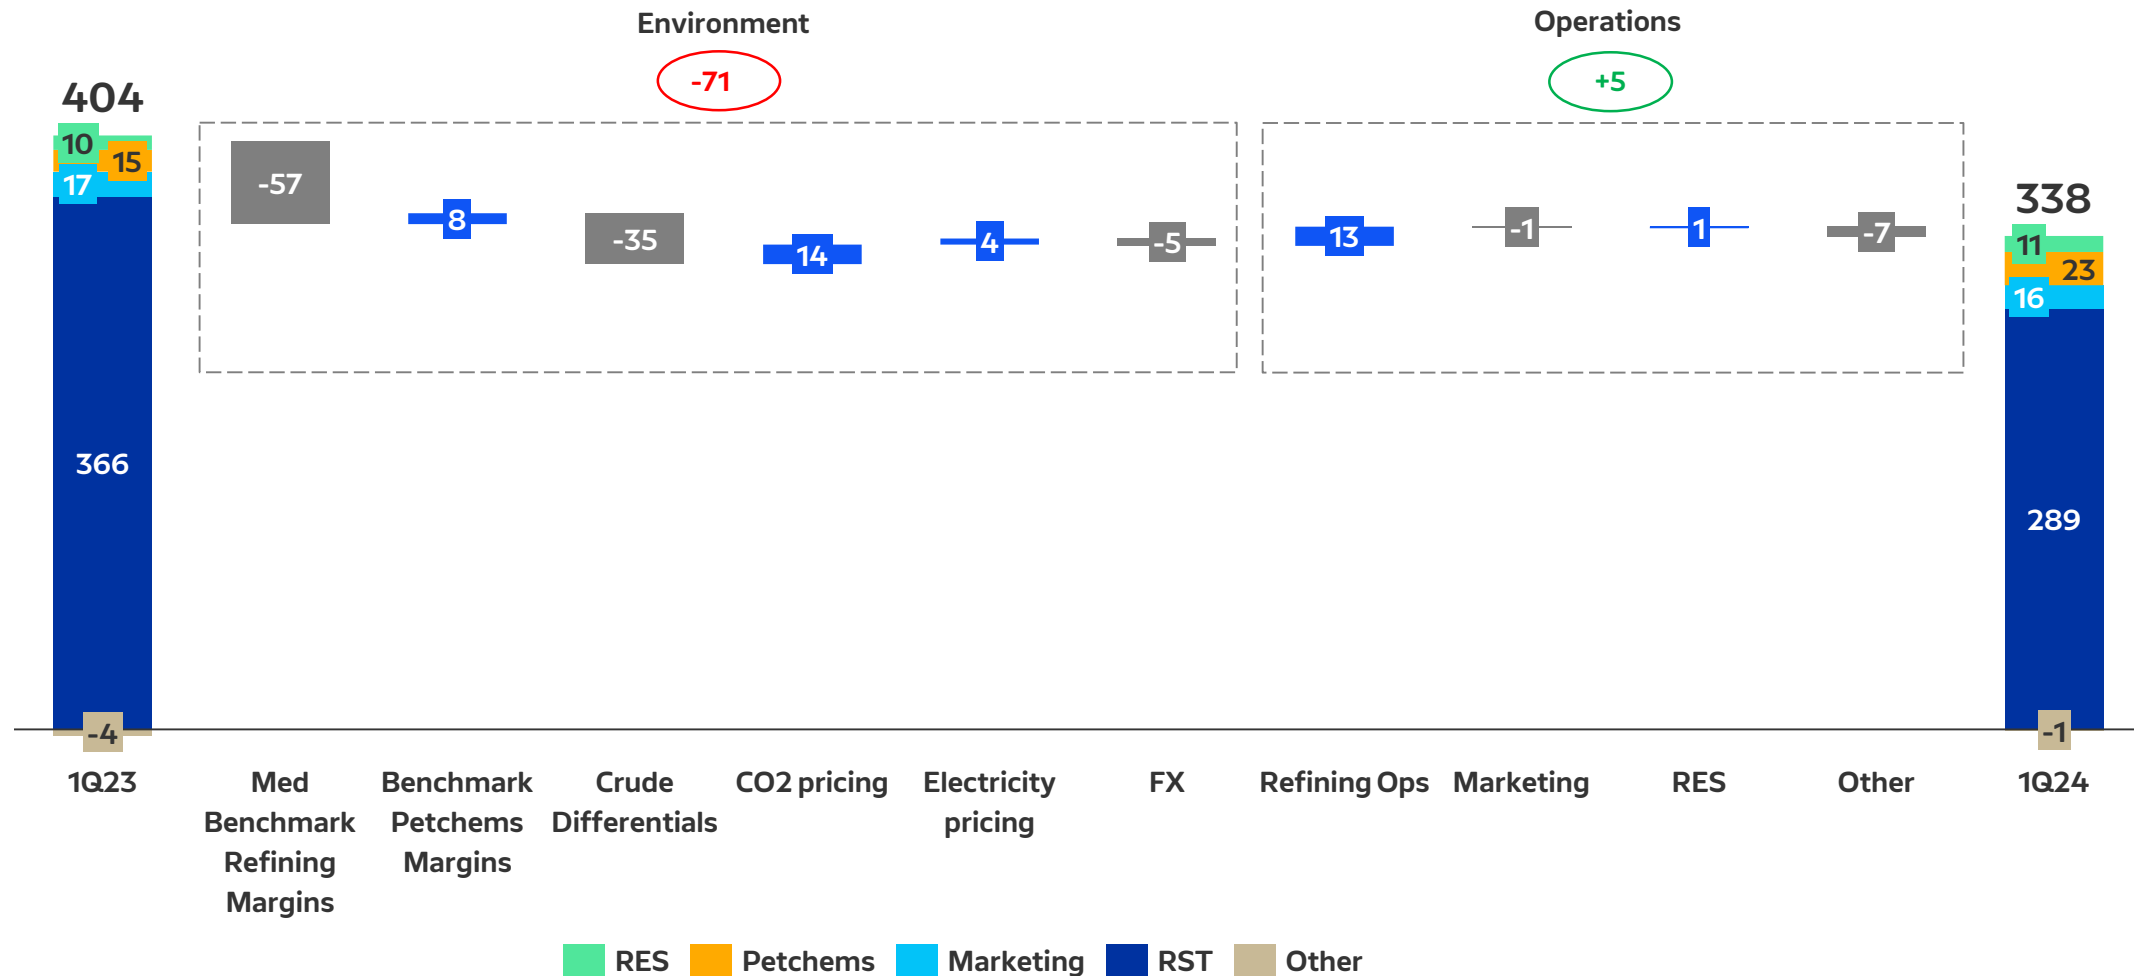 Environment
-71
Operations
+5
404
10
15
17
366
-4
-57
8
-35
14
4
-5
13
-1
1
-7
338
11
23
16
289
-1
1Q23
Med
Benchmark
Refining
Margins
Benchmark
Petchems
Margins
Crude
Differentials
CO2 pricing
Electricity
pricing
FX
Refining Ops
Marketing
RES
Other
1Q24
RES
Petchems
Marketing
RST
Other